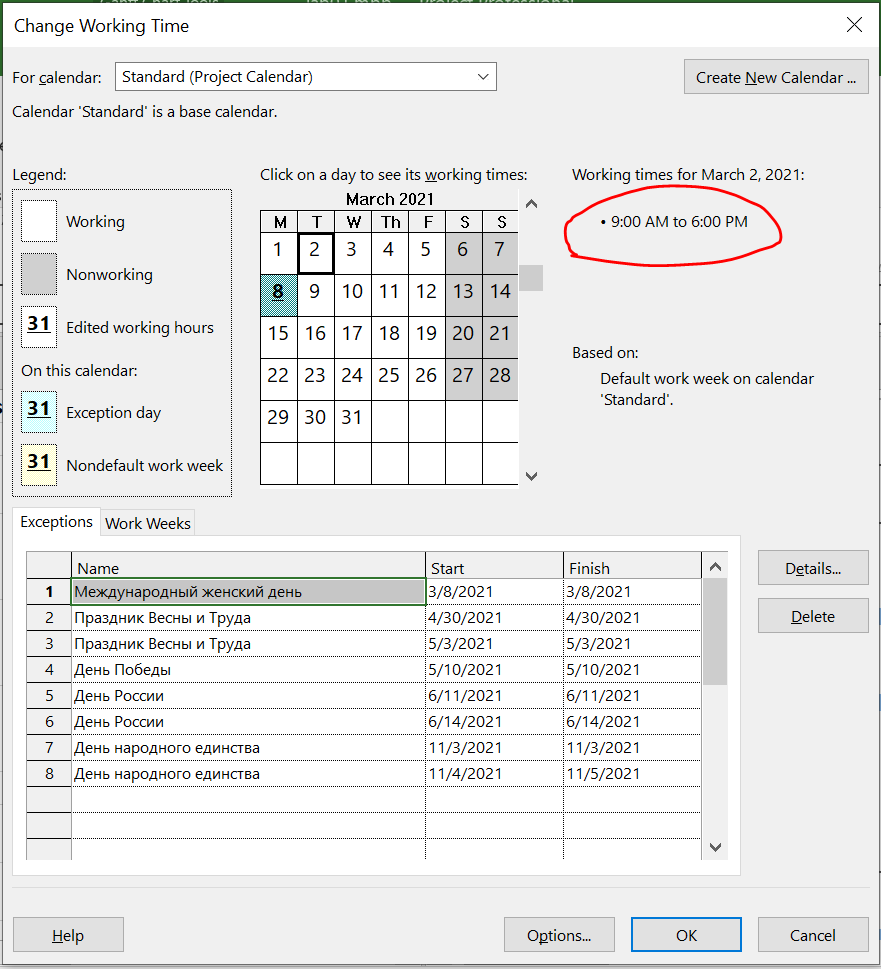 Change Working Time
For calendar: Standard (Project Calendar) Create New Calendar ...
Calendar 'Standard' is a base calendar.
Legend:
Working
Nonworking
31 Edited working hours
On this calendar:
31 Exception day
31 Nondefault work week
Click on a day to see its working times:
March 2021
M T W Th F S S
1 2 3 4 5 6 7
8 9 10 11 12 13 14
15 16 17 18 19 20 21
22 23 24 25 26 27 28
29 30 31
Working times for March 2, 2021:
• 9:00 AM to 6:00 PM
Based on:
Default work week on calendar
'Standard'.
Exceptions Work Weeks
Name Start Finish
1 Международный женский день 3/8/2021 3/8/2021
2 Праздник Весны и Труда 4/30/2021 4/30/2021
3 Праздник Весны и Труда 5/3/2021 5/3/2021
4 День Победы 5/10/2021 5/10/2021
5 День России 6/11/2021 6/11/2021
6 День России 6/14/2021 6/14/2021
7 День народного единства 11/3/2021 11/3/2021
8 День народного единства 11/4/2021 11/5/2021
Details...
Delete
Help Options... OK Cancel